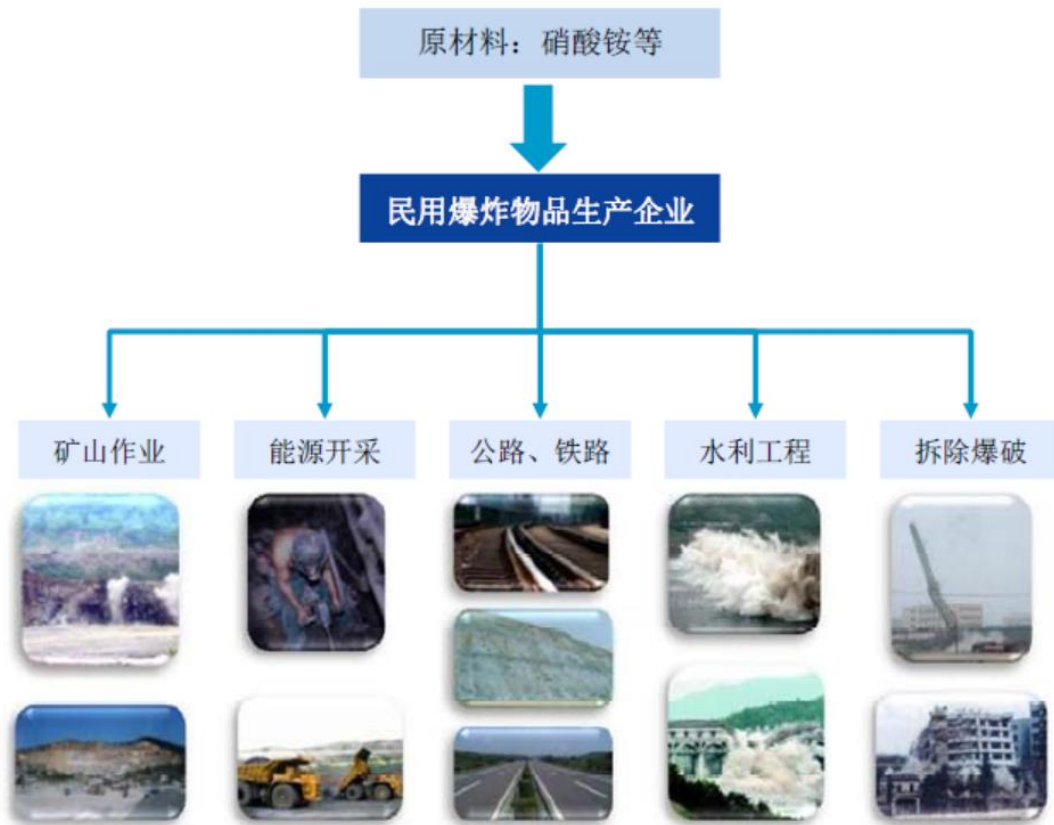 原材料：硝酸铵等
民用爆炸物品生产企业
矿山作业
能源开采
公路、铁路
水利工程
拆除爆破